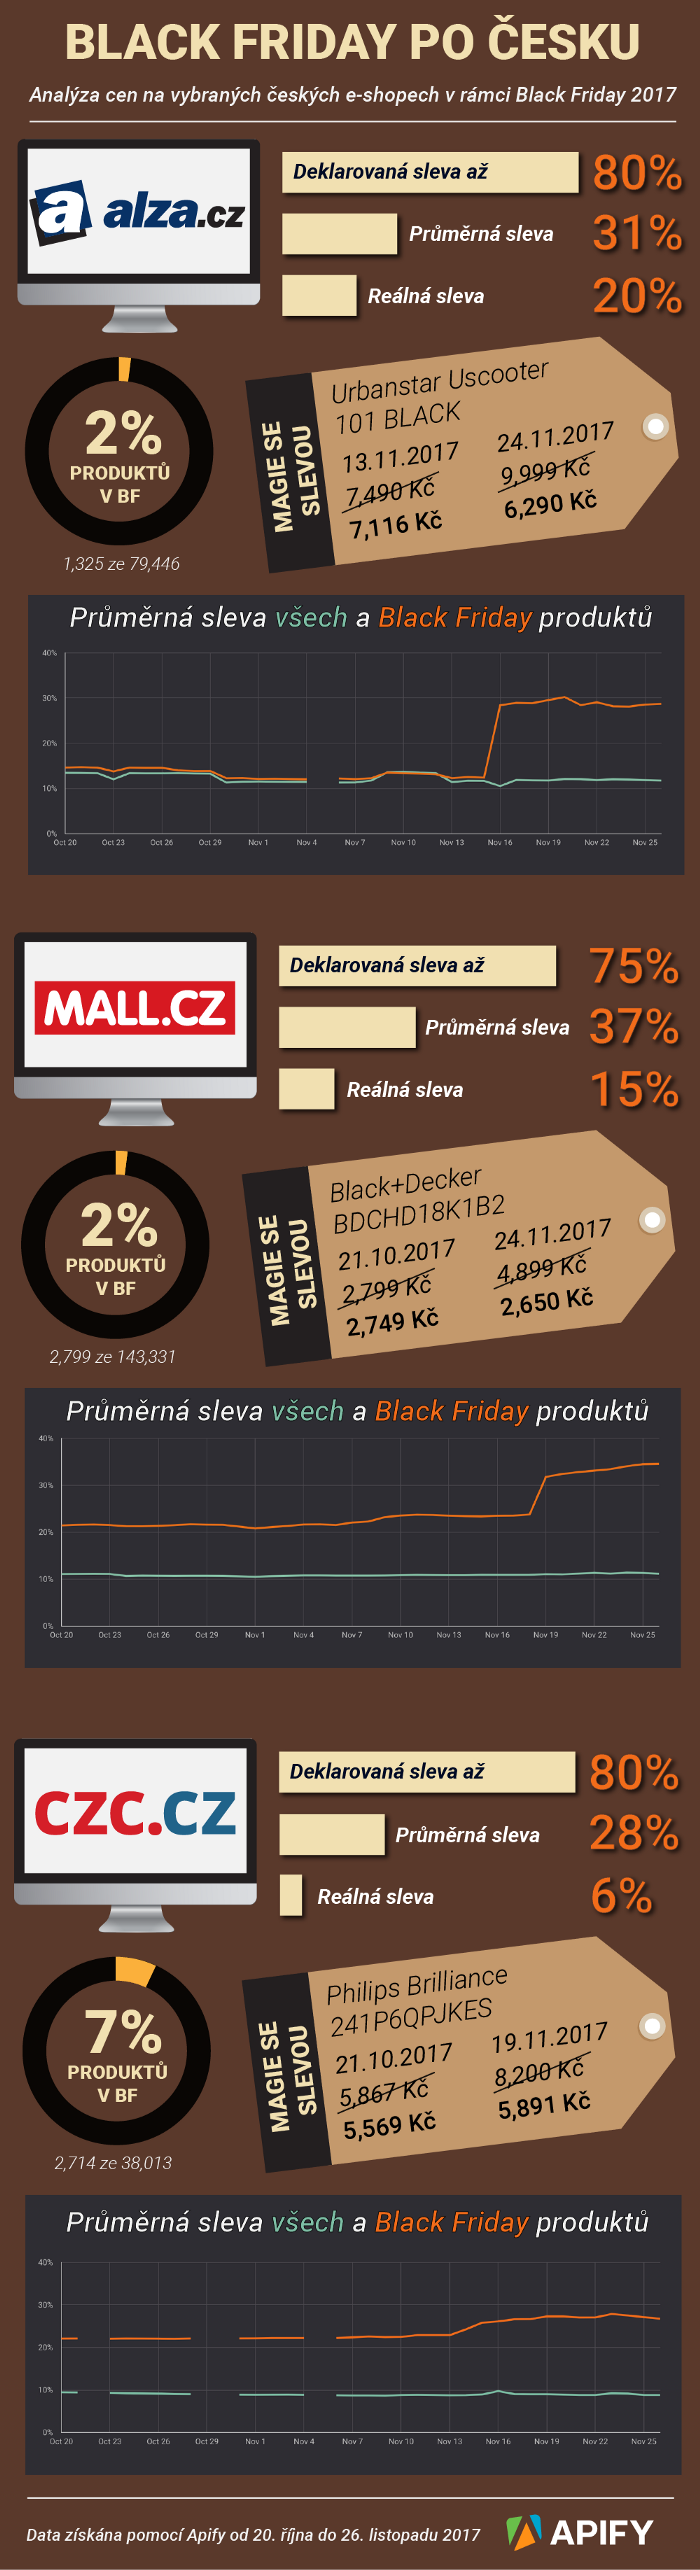 BLACK FRIDAY PO ČESKU
Analýza cen na vybraných českých e-shopech v rámci Black Friday 2017
a alza.cz
Deklarovaná sleva až 80%
Průměrná sleva 31%
Reálná sleva 20%
2%
PRODUKTŮ
V BF
1,325 ze 79,446
MAGIE SE
SLEVOU
Urbanstar Uscooter
101 BLACK
13.11.2017 24.11.2017
7,490 Kč 9,999 Kč
7,116 Kč 6,290 Kč
Průměrná sleva všech a Black Friday produktů
40%
30%
20%
10%
0%
Oct 20 Oct 23 Oct 26 Oct 29 Nov 1 Nov 4 Nov 7 Nov 10 Nov 13 Nov 16 Nov 19 Nov 22 Nov 25
MALL.CZ
Deklarovaná sleva až 75%
Průměrná sleva 37%
Reálná sleva 15%
2%
PRODUKTŮ
V BF
2,799 ze 143,331
MAGIE SE
SLEVOU
Black+Decker
BDCHD18K1B2
21.10.2017 24.11.2017
2,799 Kč 4,899 Kč
2,749 Kč 2,650 Kč
Průměrná sleva všech a Black Friday produktů
40%
30%
20%
10%
0%
Oct 20 Oct 23 Oct 26 Oct 29 Nov 1 Nov 4 Nov 7 Nov 10 Nov 13 Nov 16 Nov 19 Nov 22 Nov 25
CZC.CZ
Deklarovaná sleva až 80%
Průměrná sleva 28%
Reálná sleva 6%
7%
PRODUKTŮ
V BF
2,714 ze 38,013
MAGIE SE
SLEVOU
Philips Brilliance
241P6QPJKES
21.10.2017 19.11.2017
5,867 Kč 8,200 Kč
5,569 Kč 5,891 Kč
Průměrná sleva všech a Black Friday produktů
40%
30%
20%
10%
0%
Oct 20 Oct 23 Oct 26 Oct 29 Nov 1 Nov 4 Nov 7 Nov 10 Nov 13 Nov 16 Nov 19 Nov 22 Nov 25
Data získána pomocí Apify od 20. října do 26. listopadu 2017 APIFY